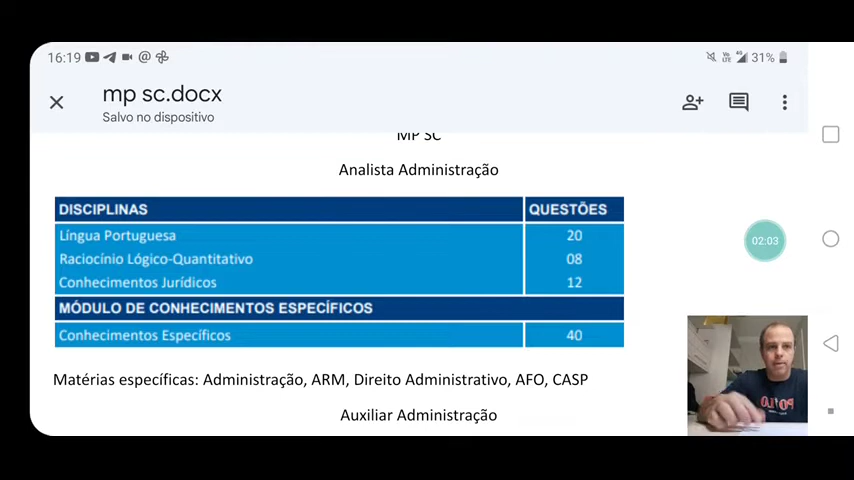 16:19
31%
mp sc.docx
Salvo no dispositivo
MP SC
Analista Administração
DISCIPLINAS QUESTÕES
Língua Portuguesa 20
Raciocínio Lógico-Quantitativo 08
Conhecimentos Jurídicos 12
MÓDULO DE CONHECIMENTOS ESPECÍFICOS
Conhecimentos Específicos 40
Matérias específicas: Administração, ARM, Direito Administrativo, AFO, CASP
Auxiliar Administração
02:03